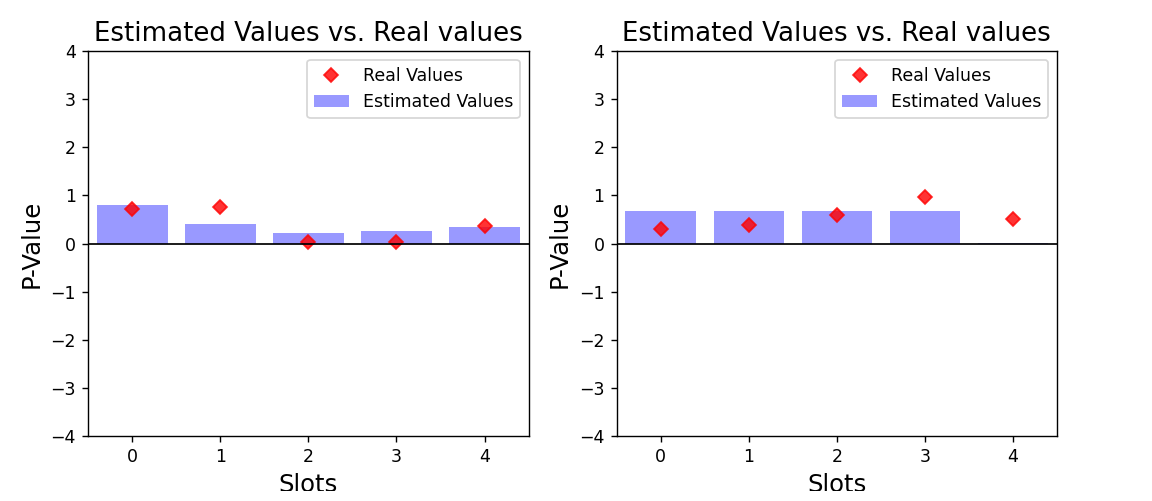 Estimated Values vs. Real values
4
3
2
1
0
−1
−2
−3
−4
P-Value
Real Values
Estimated Values
0 1 2 3 4
Slots
Estimated Values vs. Real values
4
3
2
1
0
−1
−2
−3
−4
P-Value
Real Values
Estimated Values
0 1 2 3 4
Slots